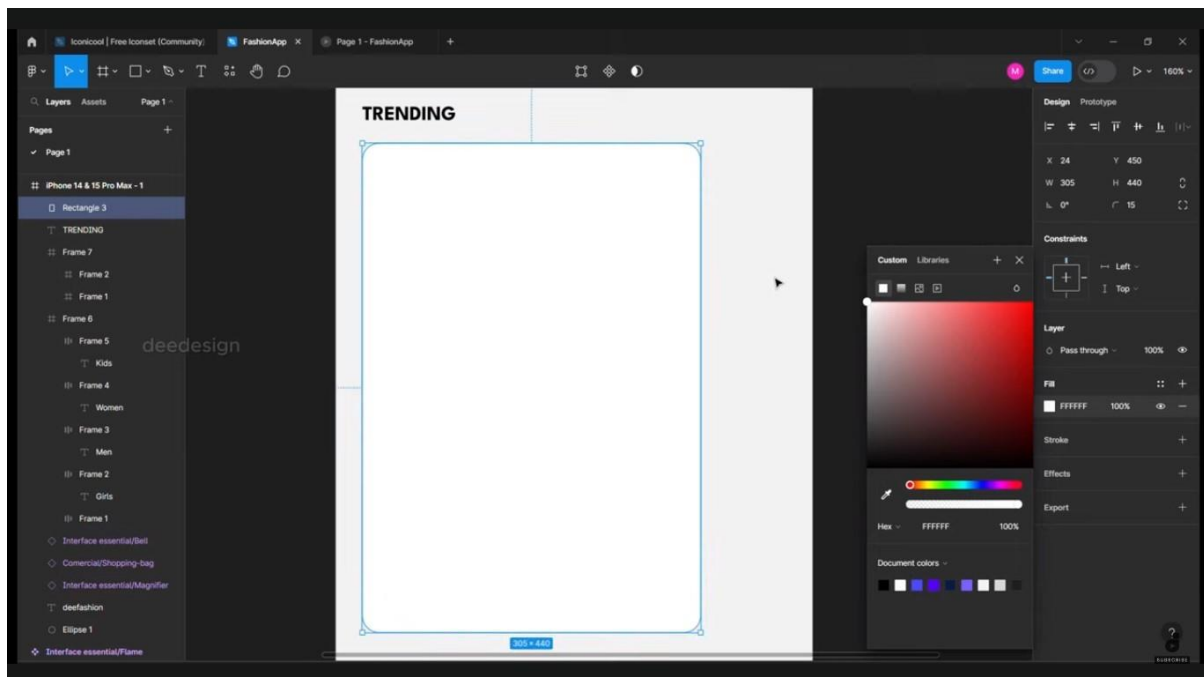 Iconicool | Free Iconset (Community)
FashionApp
Page 1 - FashionApp
M
Share
160%
Layers
Assets
Page 1
Pages
Page 1
iPhone 14 & 15 Pro Max - 1
Rectangle 3
TRENDING
Frame 7
Frame 2
Frame 1
Frame 6
Frame 5
Kids
Frame 4
Women
Frame 3
Men
Frame 2
Girls
Frame 1
Interface essential/Bell
Comercial/Shopping-bag
Interface essential/Magnifier
deefashion
Ellipse 1
Interface essential/Flame
deedesign
TRENDING
305 × 440
Custom
Libraries
Hex
FFFFFF
100%
Document colors
Design
Prototype
X 24
Y 450
W 305
H 440
0°
15
Constraints
Left
Top
Layer
Pass through
100%
Fill
FFFFFF
100%
Stroke
Effects
Export
?
SUBSCRIBE